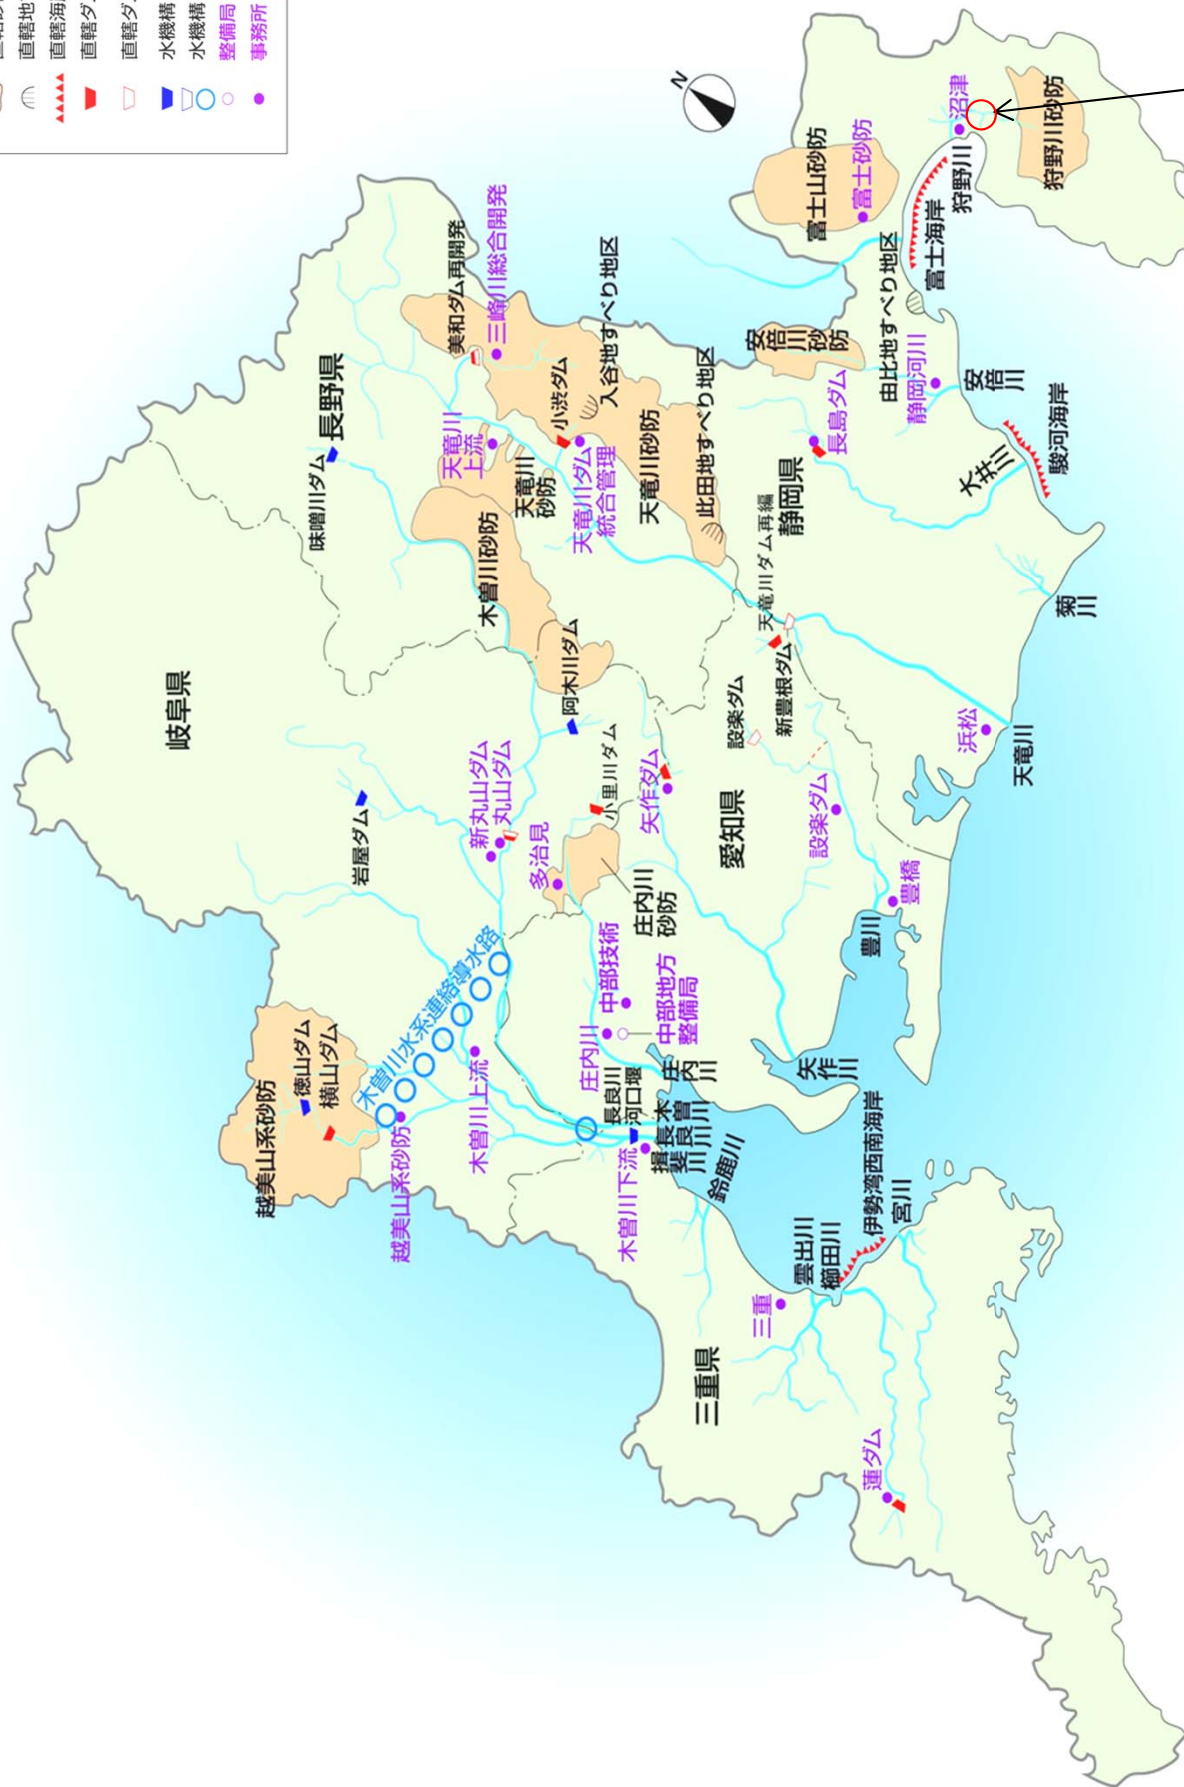 直轄地
直轄海
直轄ダ
直轄ダ
水機構
水機構
整備局
事務所
N
岐阜県
長野県
味噌川ダム
美和ダム再開発
三峰川総合開発
天竜川
上流
小渋ダム
入谷地すべり地区
天竜川
砂防
天竜川ダム
統合管理
天竜川砂防
此田地すべり地区
木曽川砂防
阿木川ダム
富士山砂防
富士砂防
沼津
狩野川
狩野川砂防
富士海岸
由比地すべり地区
安倍
川砂防
静岡河川
安倍
川
長島ダム
静岡県
大井川
駿河海岸
菊
川
天竜川ダム再編
新豊根ダム
設楽ダム
浜松
天竜川
岩屋ダム
新丸山ダム
丸山ダム
多治見
小里川ダム
矢作ダム
愛知県
設楽ダム
豊橋
豊川
庄内川
砂防
中部技術
中部地方
整備局
庄内川
庄内
川
矢作
川
木曽川水系連絡導水路
越美山系砂防
徳山ダム
横山ダム
越美山系砂防
木曽川上流
長良川
河口堰
木曽川
長良川
揖斐川
木曽川下流
鈴鹿川
三重県
三重
雲出川
櫛田川
伊勢湾西南海岸
宮川
蓮ダム